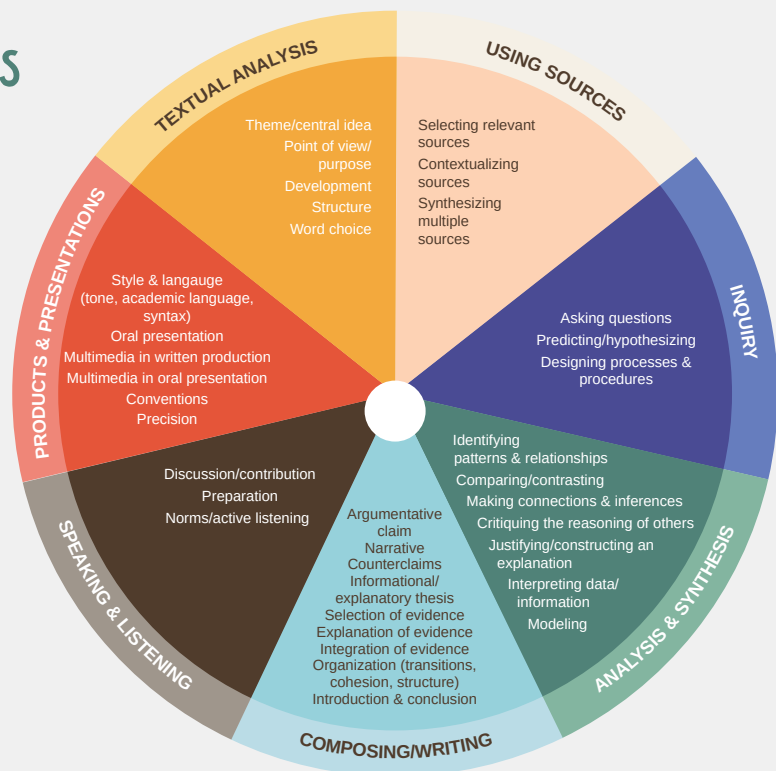 s
TEXTUAL ANALYSIS
Theme/central idea
Point of view/
purpose
Development
Structure
Word choice
USING SOURCES
Selecting relevant
sources
Contextualizing
sources
Synthesizing
multiple
sources
INQUIRY
Asking questions
Predicting/hypothesizing
Designing processes &
procedures
ANALYSIS & SYNTHESIS
Identifying
patterns & relationships
Comparing/contrasting
Making connections & inferences
Critiquing the reasoning of others
Justifying/constructing an
explanation
Interpreting data/
information
Modeling
COMPOSING/WRITING
Argumentative
claim
Narrative
Counterclaims
Informational/
explanatory thesis
Selection of evidence
Explanation of evidence
Integration of evidence
Organization (transitions,
cohesion, structure)
Introduction & conclusion
SPEAKING & LISTENING
Discussion/contribution
Preparation
Norms/active listening
PRODUCTS & PRESENTATIONS
Style & langauge
(tone, academic language,
syntax)
Oral presentation
Multimedia in written production
Multimedia in oral presentation
Conventions
Precision